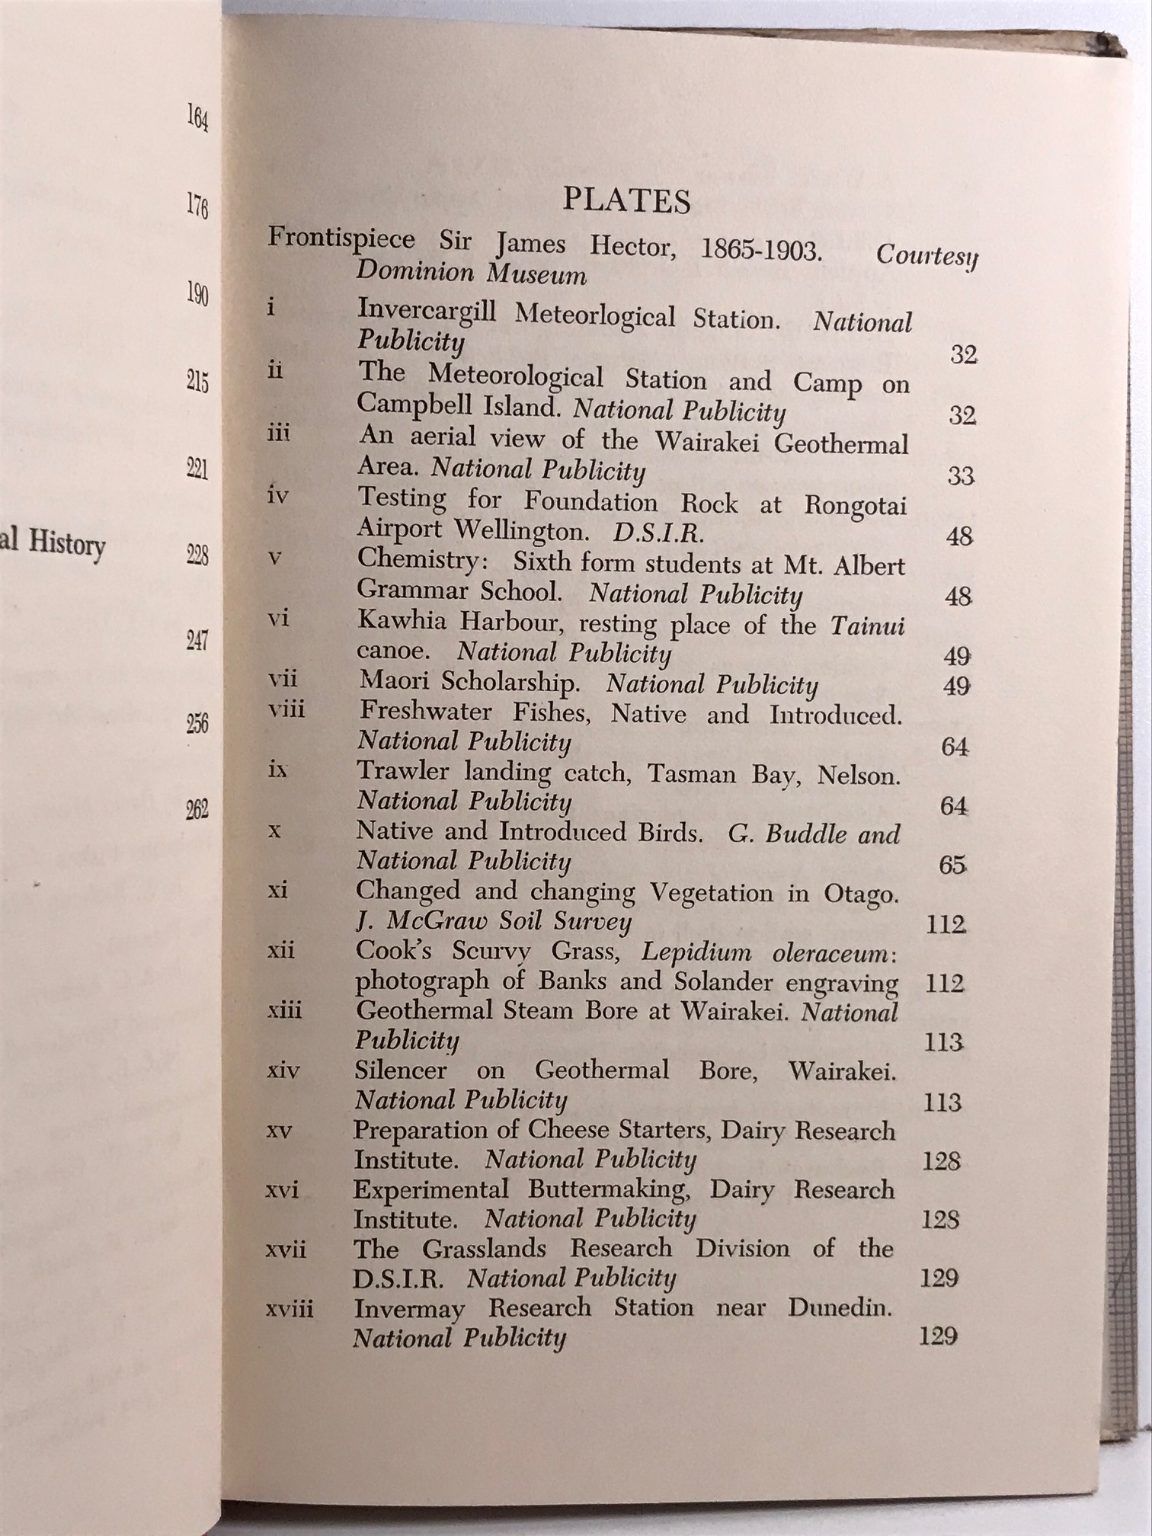 164
176
190
215
221
al History 228
247
256
262
PLATES
Frontispiece Sir James Hector, 1865-1903. Courtesy
Dominion Museum
i Invercargill Meteorlogical Station. National
Publicity 32
ii The Meteorological Station and Camp on
Campbell Island. National Publicity 32
iii An aerial view of the Wairakei Geothermal
Area. National Publicity 33
iv Testing for Foundation Rock at Rongotai
Airport Wellington. D.S.I.R. 48
v Chemistry: Sixth form students at Mt. Albert
Grammar School. National Publicity 48
vi Kawhia Harbour, resting place of the Tainui
canoe. National Publicity 49
vii Maori Scholarship. National Publicity 49
viii Freshwater Fishes, Native and Introduced.
National Publicity 64
ix Trawler landing catch, Tasman Bay, Nelson.
National Publicity 64
x Native and Introduced Birds. G. Buddle and
National Publicity 65
xi Changed and changing Vegetation in Otago.
J. McGraw Soil Survey 112
xii Cook's Scurvy Grass, Lepidium oleraceum:
photograph of Banks and Solander engraving 112
xiii Geothermal Steam Bore at Wairakei. National
Publicity 113
xiv Silencer on Geothermal Bore, Wairakei.
National Publicity 113
xv Preparation of Cheese Starters, Dairy Research
Institute. National Publicity 128
xvi Experimental Buttermaking, Dairy Research
Institute. National Publicity 128
xvii The Grasslands Research Division of the
D.S.I.R. National Publicity 129
xviii Invermay Research Station near Dunedin.
National Publicity 129